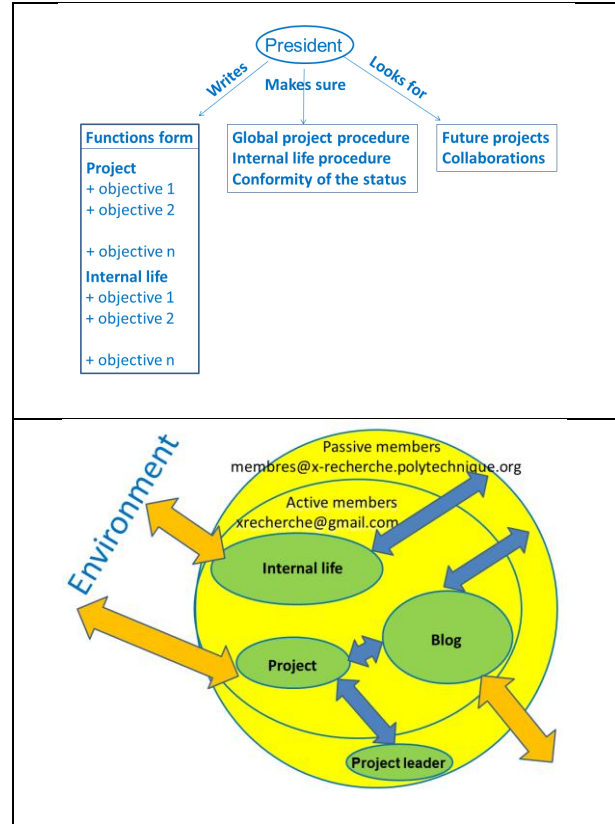 President
Writes
Makes sure
Looks for
Functions form
Project
+ objective 1
+ objective 2
+ objective n
Internal life
+ objective 1
+ objective 2
+ objective n
Global project procedure
Internal life procedure
Conformity of the status
Future projects
Collaborations
Environment
Passive members
membres@x-recherche.polytechnique.org
Active members
xrecherche@gmail.com
Internal life
Blog
Project
Project leader